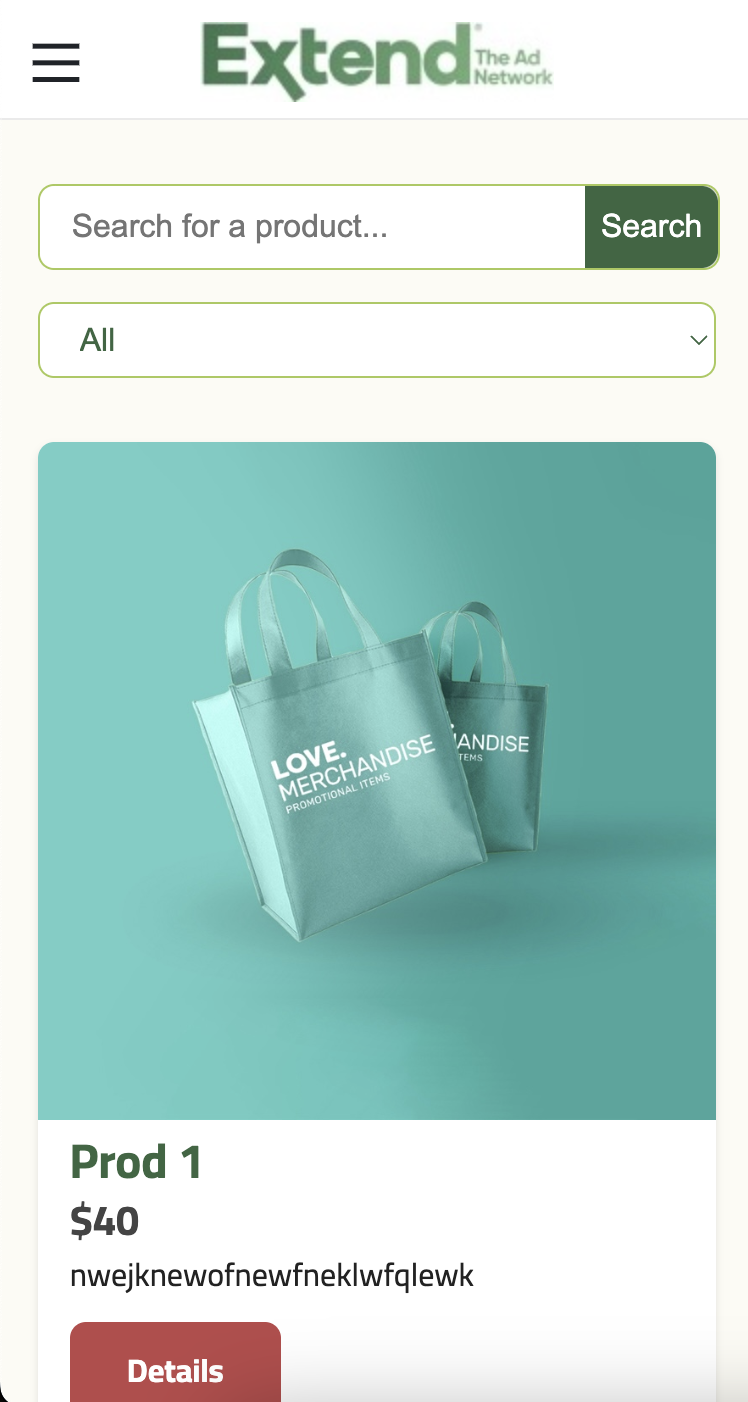 Extend®
The Ad
Network
Search for a product...
Search
All
LOVE.
MERCHANDISE
PROMOTIONAL ITEMS
ANDISE
TEMS
Prod 1
$40
nwejknewofnewfneklwfqlewk
Details